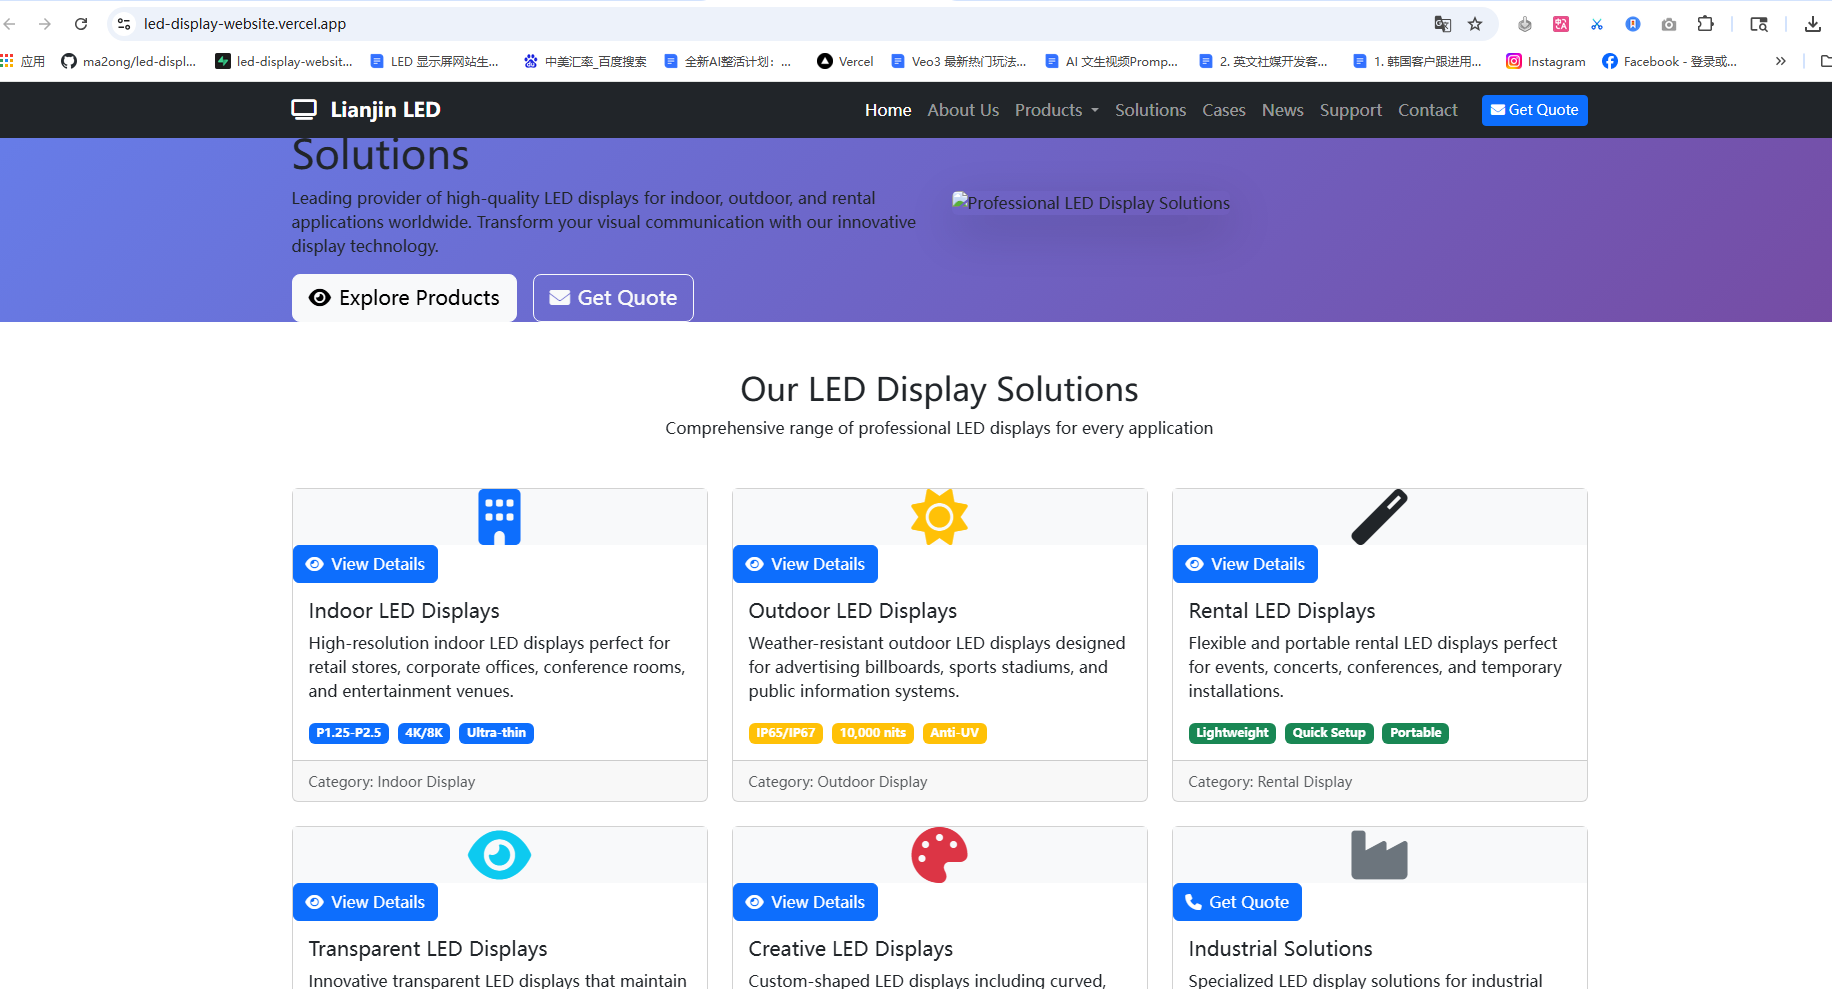 led-display-website.vercel.app
应用
ma2ong/led-displ...
led-display-websit...
LED 显示屏网站生...
中美汇率_百度搜索
全新AI整活计划：...
Vercel
Veo3 最新热门玩法...
AI 文生视频Promp...
2. 英文社媒开发客...
1. 韩国客户跟进用...
Instagram
Facebook - 登录或...
Lianjin LED
Home
About Us
Products
Solutions
Cases
News
Support
Contact
Get Quote
Solutions
Leading provider of high-quality LED displays for indoor, outdoor, and rental
applications worldwide. Transform your visual communication with our innovative
display technology.
Professional LED Display Solutions
Explore Products
Get Quote
Our LED Display Solutions
Comprehensive range of professional LED displays for every application
View Details
Indoor LED Displays
High-resolution indoor LED displays perfect for
retail stores, corporate offices, conference rooms,
and entertainment venues.
P1.25-P2.5 4K/8K Ultra-thin
Category: Indoor Display
View Details
Outdoor LED Displays
Weather-resistant outdoor LED displays designed
for advertising billboards, sports stadiums, and
public information systems.
IP65/IP67 10,000 nits Anti-UV
Category: Outdoor Display
View Details
Rental LED Displays
Flexible and portable rental LED displays perfect
for events, concerts, conferences, and temporary
installations.
Lightweight Quick Setup Portable
Category: Rental Display
View Details
Transparent LED Displays
Innovative transparent LED displays that maintain
View Details
Creative LED Displays
Custom-shaped LED displays including curved,
Get Quote
Industrial Solutions
Specialized LED display solutions for industrial